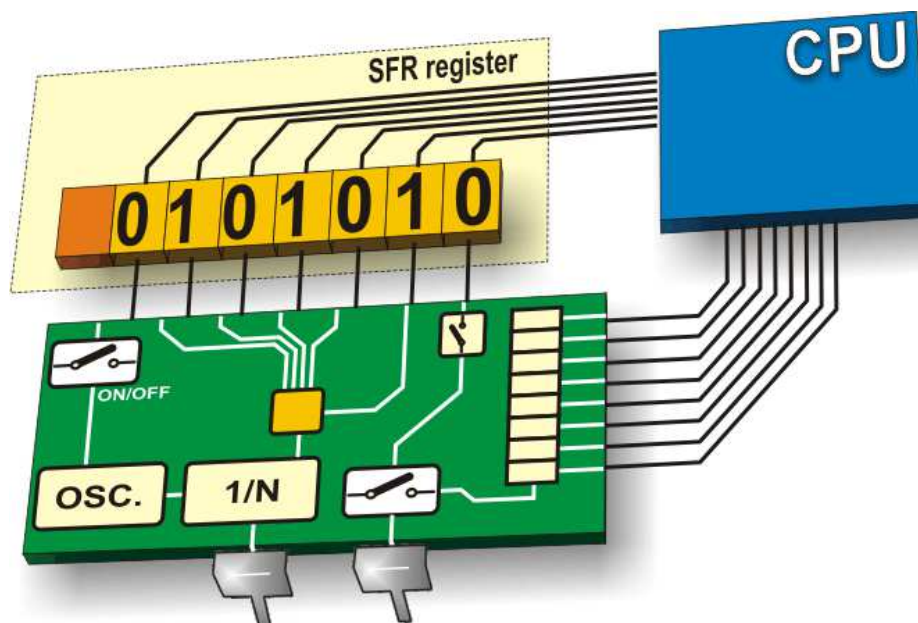 CPU
SFR register
0101010
ON/OFF
OSC.
1/N